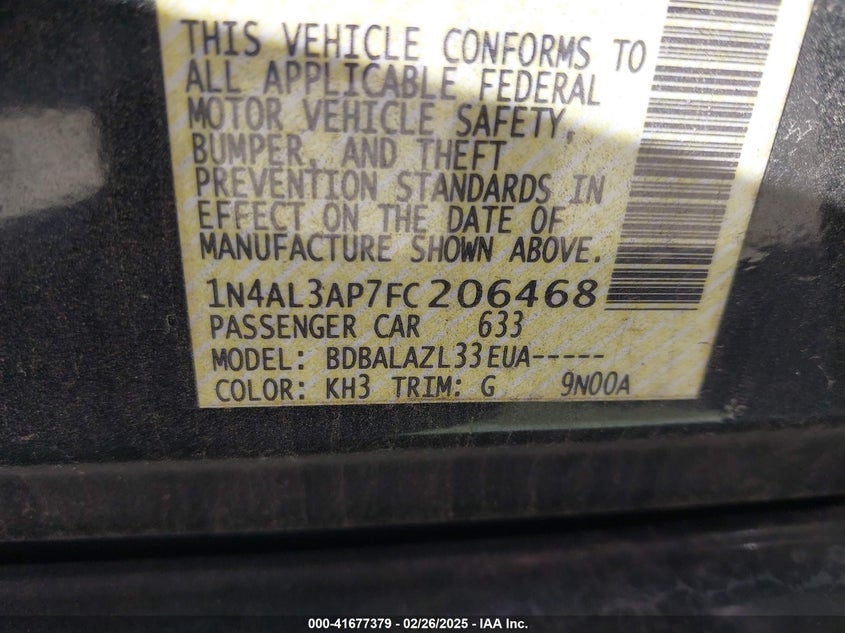 THIS VEHICLE CONFORMS TO
ALL APPLICABLE FEDERAL
MOTOR VEHICLE SAFETY,
BUMPER, AND THEFT
PREVENTION STANDARDS IN
EFFECT ON THE DATE OF
MANUFACTURE SHOWN ABOVE.
1N4AL3AP7FC206468
PASSENGER CAR 633
MODEL: BDBALAZL33EUA-----
COLOR: KH3 TRIM: G 9N00A
000-41677379 - 02/26/2025 - IAA Inc.